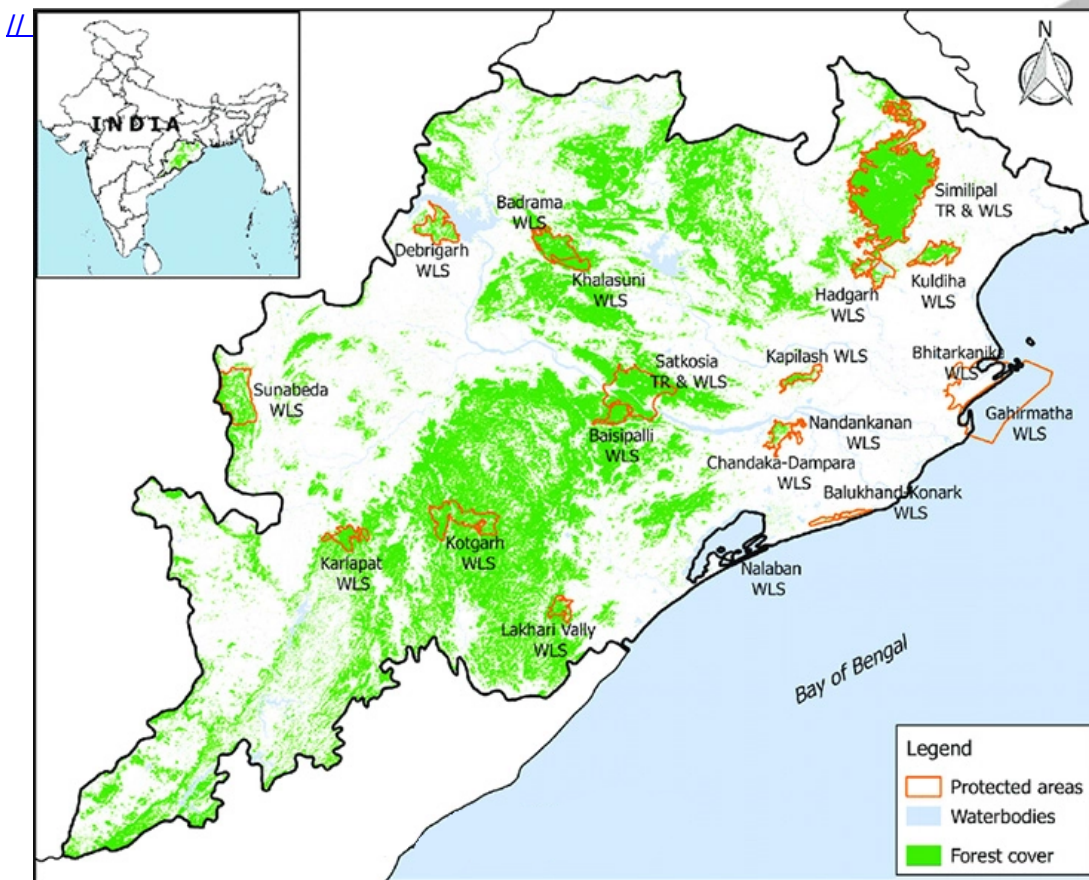 //
INDIA
N
Similipal
TR & WLS
Badrama
WLS
Debrigarh
WLS
Khalasuni
WLS
Hadgarh
WLS
Kuldiha
WLS
Satkosia
TR & WLS
Kapilash WLS
Bhitarkanika
WLS
Sunabeda
WLS
Gahirmatha
WLS
Baisipalli
WLS
Nandankanan
WLS
Chandaka-Dampara
WLS
Balukhand-Konark
WLS
Kotgarh
WLS
Karlapat
WLS
Nalaban
WLS
Lakhari Vally
WLS
Bay of Bengal
Legend
Protected areas
Waterbodies
Forest cover